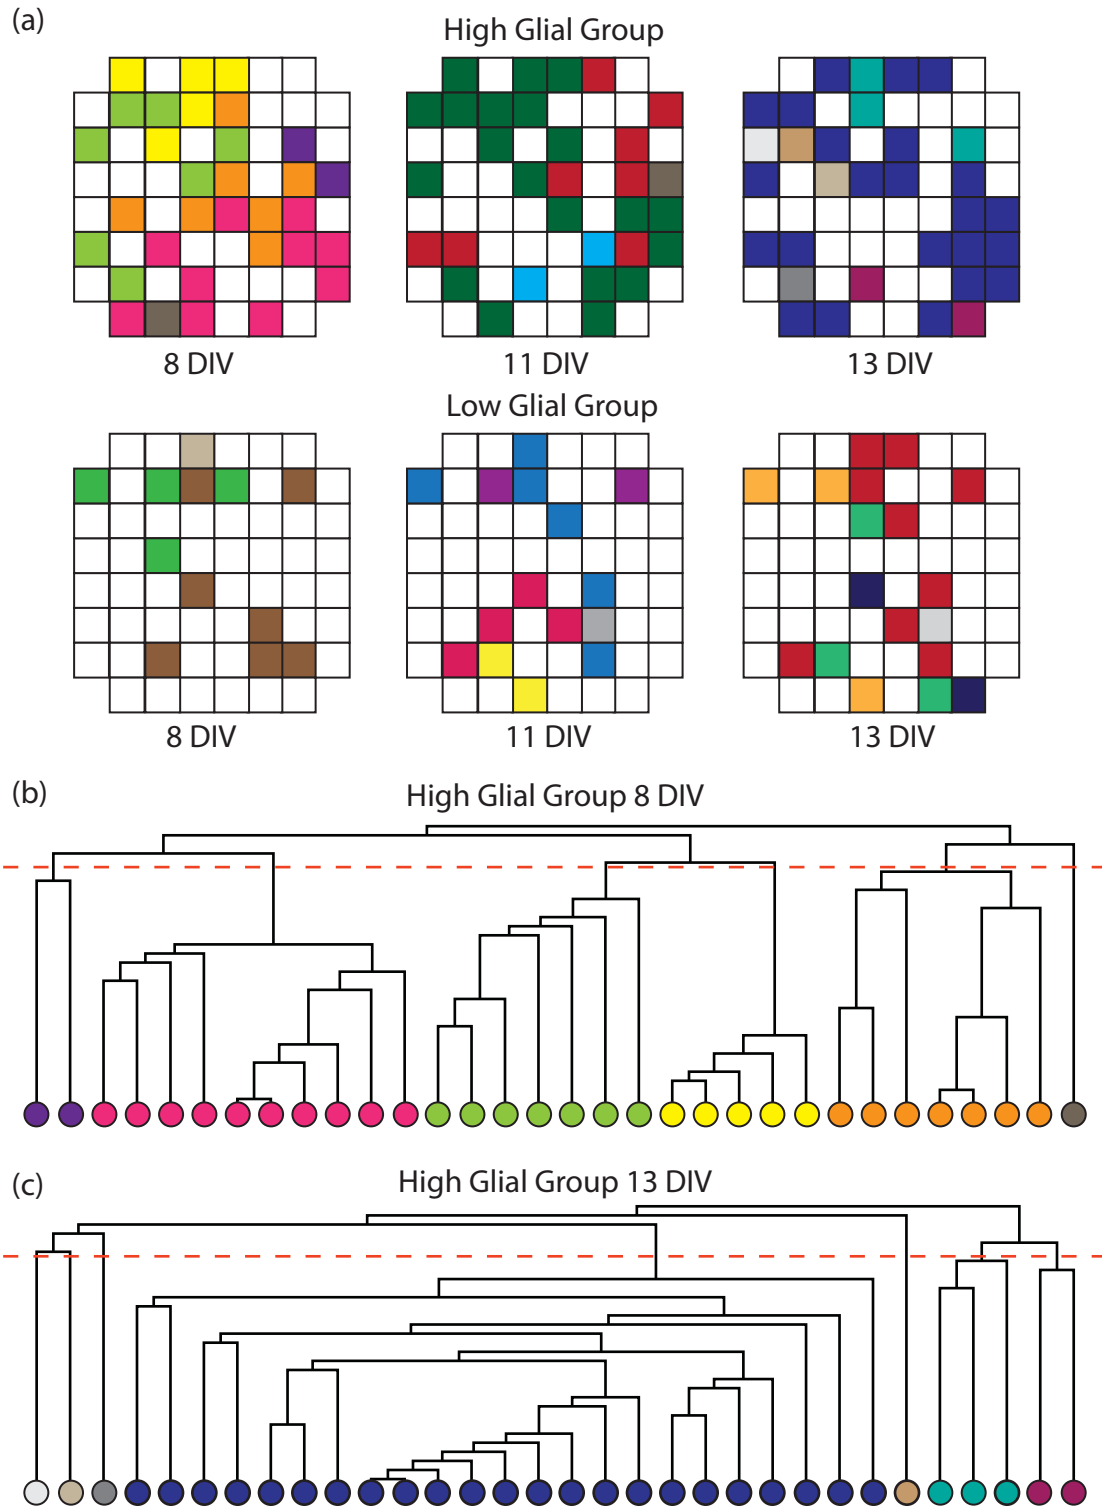 (a)
High Glial Group
8 DIV
11 DIV
13 DIV
Low Glial Group
8 DIV
11 DIV
13 DIV
(b)
High Glial Group 8 DIV
(c)
High Glial Group 13 DIV